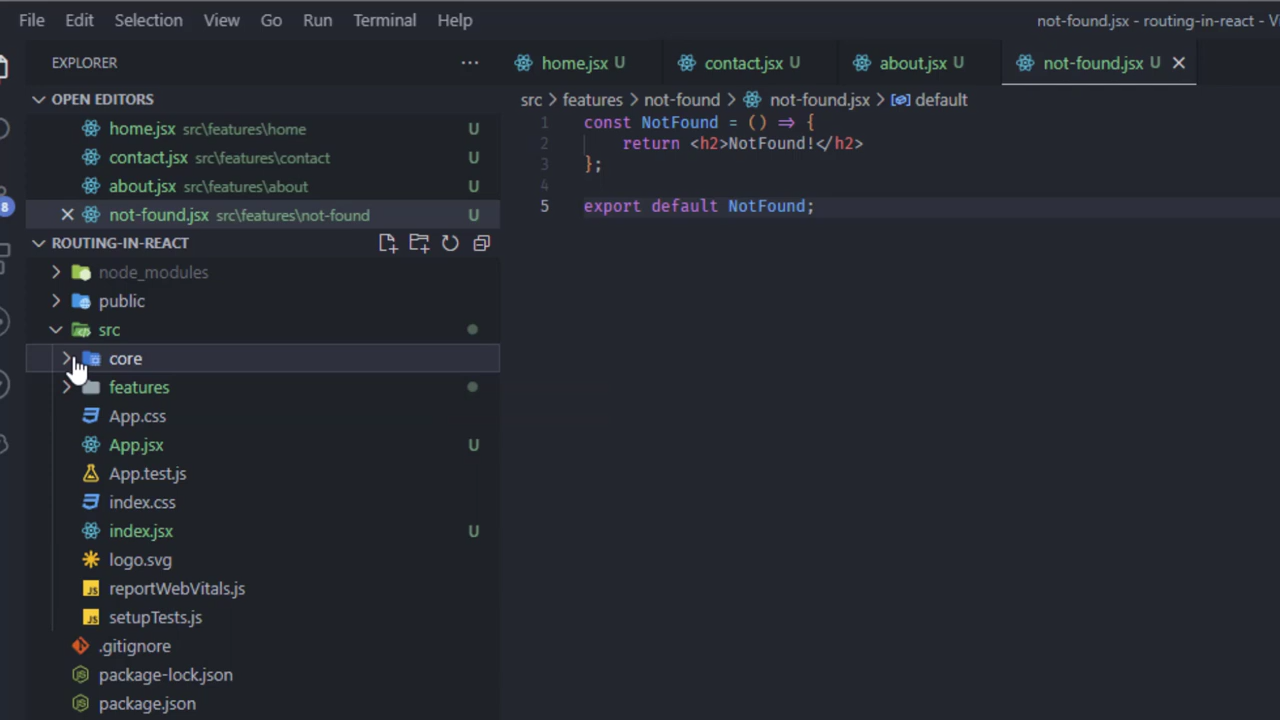 File Edit Selection View Go Run Terminal Help
not-found.jsx - routing-in-react - V
EXPLORER
OPEN EDITORS
home.jsx src\features\home U
contact.jsx src\features\contact U
about.jsx src\features\about U
not-found.jsx src\features\not-found U
ROUTING-IN-REACT
node_modules
public
src
core
features
App.css
App.jsx U
App.test.js
index.css
index.jsx U
logo.svg
JS reportWebVitals.js
JS setupTests.js
.gitignore
package-lock.json
package.json
8
home.jsx U contact.jsx U about.jsx U not-found.jsx U
src > features > not-found > not-found.jsx > default
1 const NotFound = () => {
2 return <h2>NotFound!</h2>
3 };
4
5 export default NotFound;